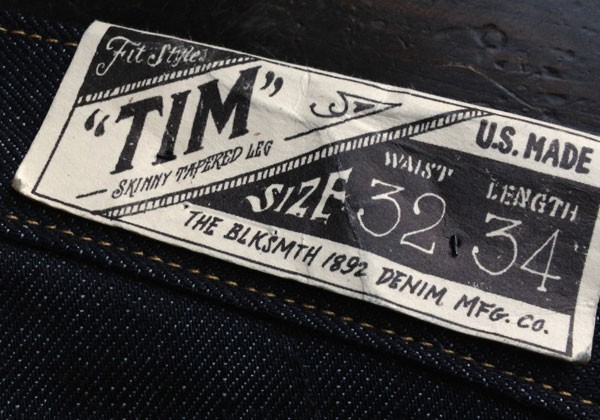 Fit Style:
"TIM"
SKINNY TAPERED LEG
U.S. MADE
SIZE
WAIST
32
LENGTH
34
THE BLKSMTH 1892 DENIM MFG. CO.